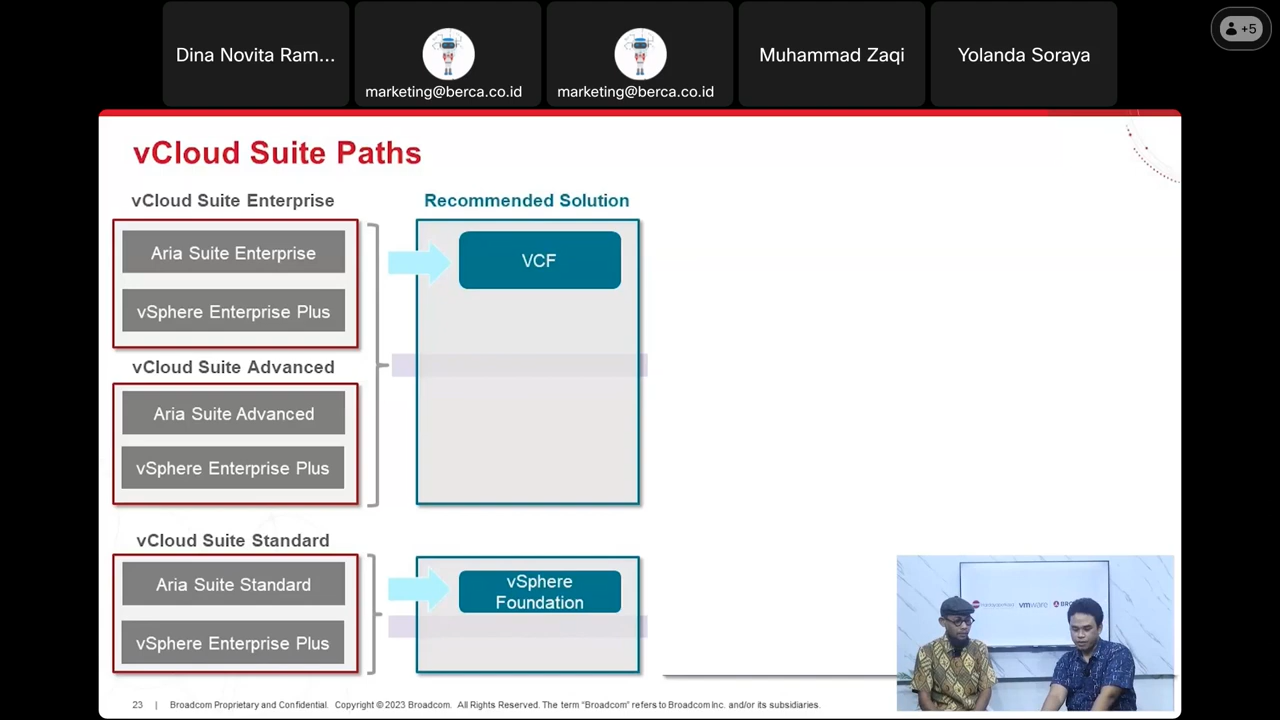 Dina Novita Ram...
marketing@berca.co.id
marketing@berca.co.id
Muhammad Zaqi
Yolanda Soraya
+5
vCloud Suite Paths
vCloud Suite Enterprise
Recommended Solution
Aria Suite Enterprise
VCF
vSphere Enterprise Plus
vCloud Suite Advanced
Aria Suite Advanced
vSphere Enterprise Plus
vCloud Suite Standard
Aria Suite Standard
vSphere
Foundation
vSphere Enterprise Plus
vmware
23 | Broadcom Proprietary and Confidential. Copyright © 2023 Broadcom. All Rights Reserved. The term “Broadcom” refers to Broadcom Inc. and/or its subsidiaries.